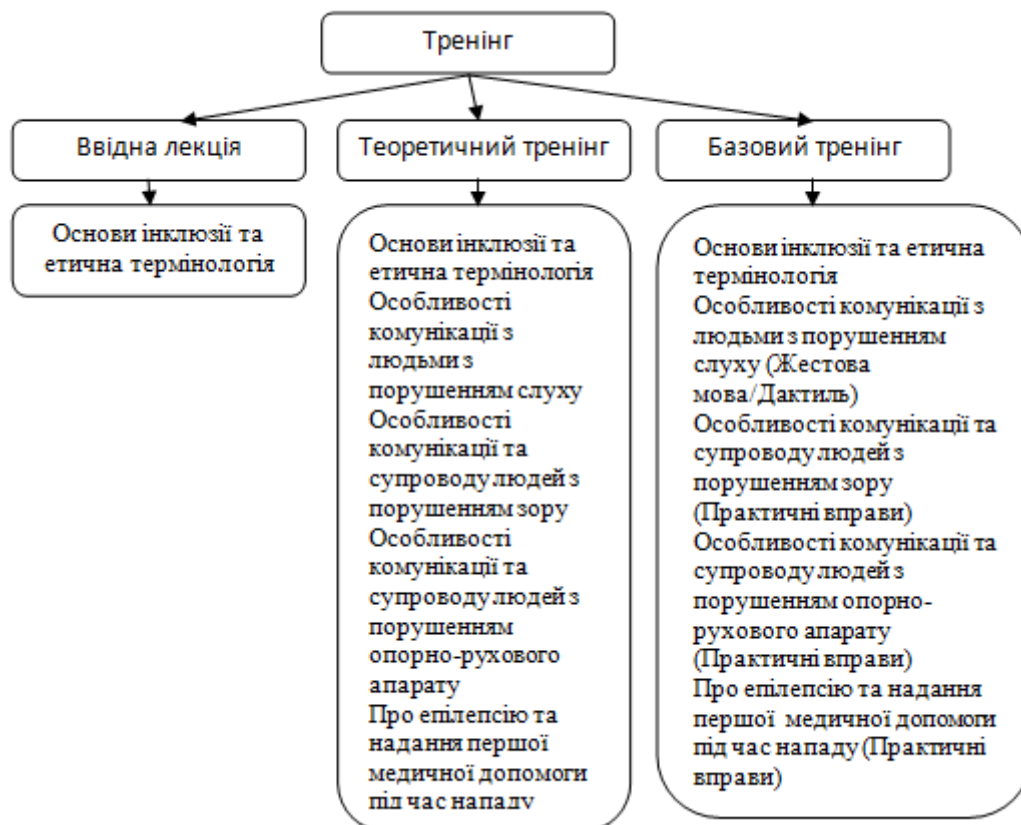 Тренінг
Ввідна лекція
Теоретичний тренінг
Базовий тренінг
Основи інклюзії та
етична термінологія
Основи інклюзії та
етична термінологія
Особливості
комунікації з
людьми з
порушенням слуху
Особливості
комунікації та
супроводу людей з
порушенням зору
Особливості
комунікації та
супроводу людей з
порушенням
опорно-рухового
апарату
Про епілепсію та
надання першої
медичної допомоги
під час нападу
Основи інклюзії та етична
термінологія
Особливості комунікації з
людьми з порушенням
слуху (Жестова
мова/Дактиль)
Особливості комунікації та
супроводу людей з
порушенням зору
(Практичні вправи)
Особливості комунікації та
супроводу людей з
порушенням опорно-
рухового апарату
(Практичні вправи)
Про епілепсію та надання
першої медичної допомоги
під час нападу (Практичні
вправи)